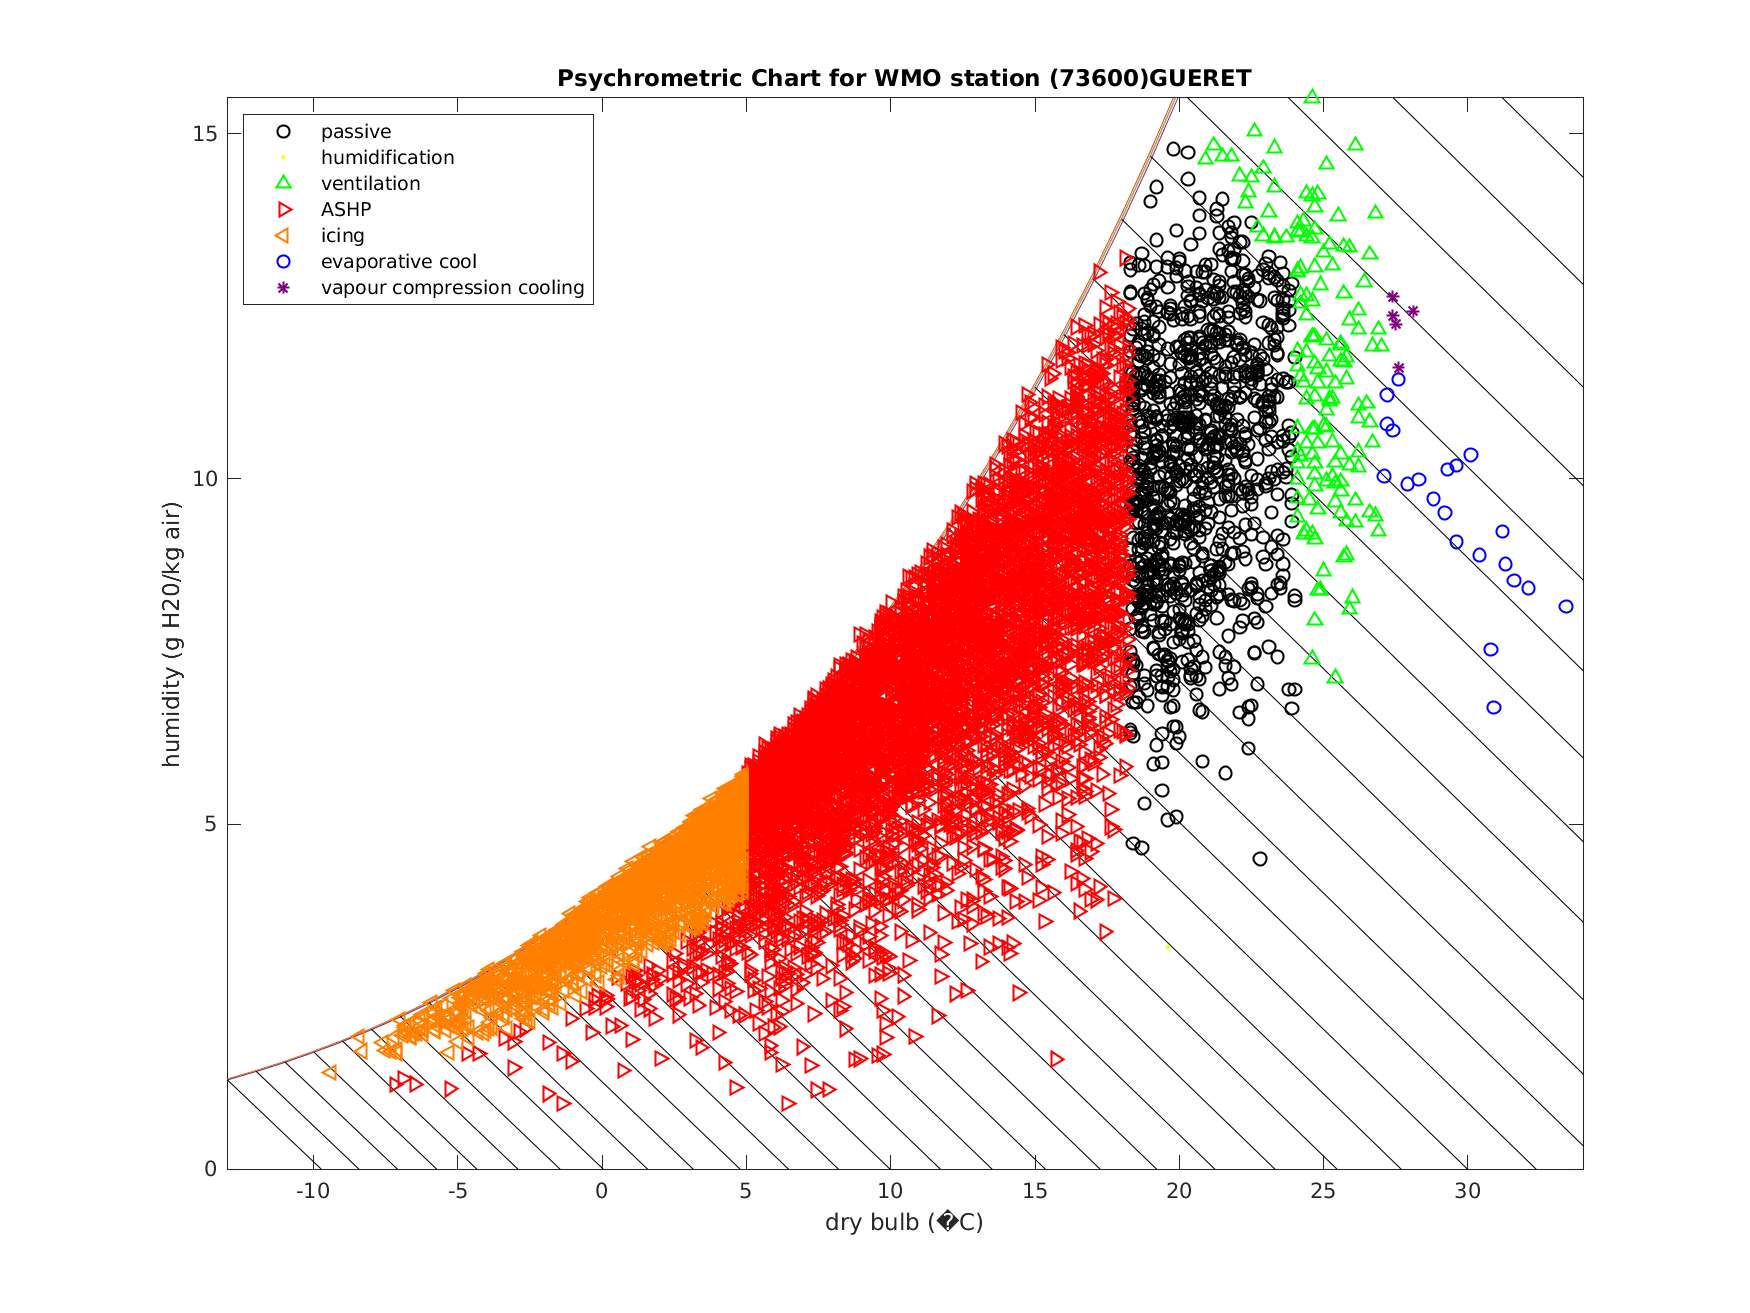 Psychrometric Chart for WMO station (73600)GUERET
passive
humidification
ventilation
ASHP
icing
evaporative cool
vapour compression cooling
15
10
5
0
humidity (g H20/kg air)
-10 -5 0 5 10 15 20 25 30
dry bulb (�C)